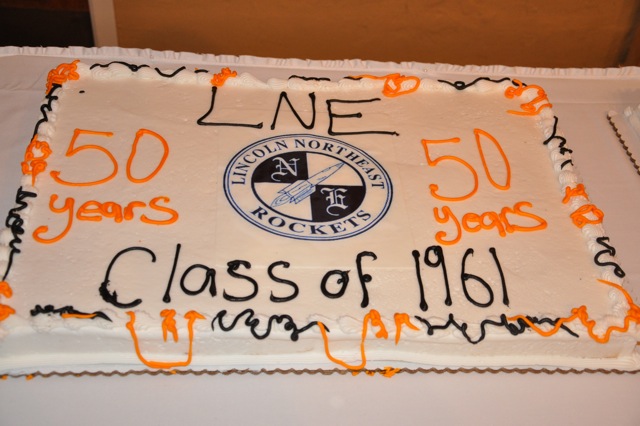 LNE
50 years
LINCOLN NORTHEAST
N E
ROCKETS
50 years
Class of 1961